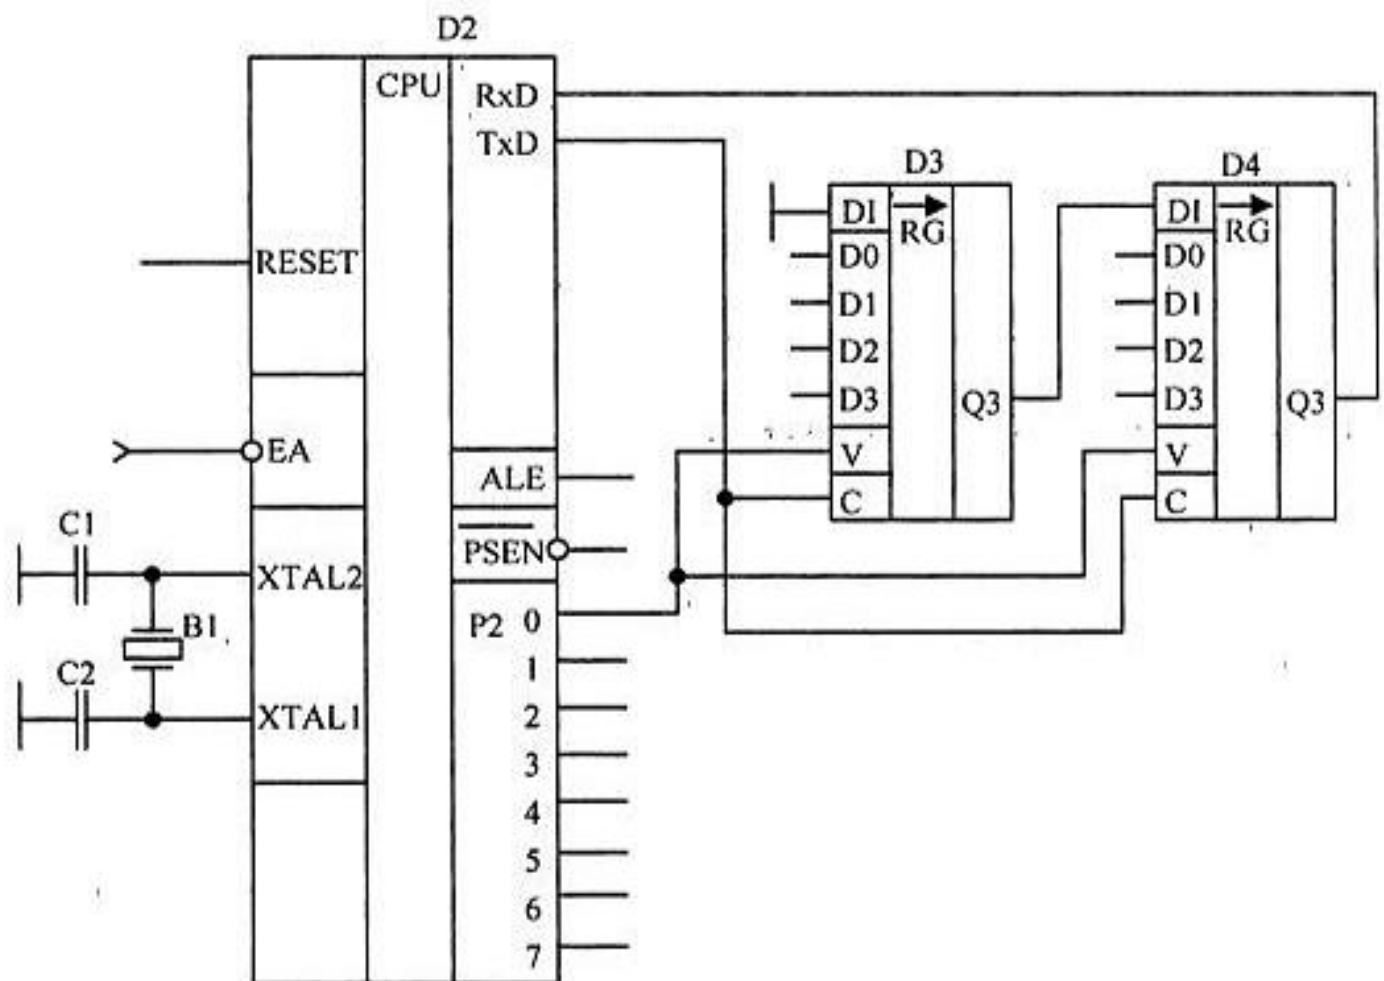 D2
CPU
RxD
TxD
RESET
EA
ALE
PSEN
XTAL2
XTAL1
C1
B1
C2
P2 0
1
2
3
4
5
6
7
D3
DI
RG
D0
D1
D2
D3
Q3
V
C
D4
DI
RG
D0
D1
D2
D3
Q3
V
C